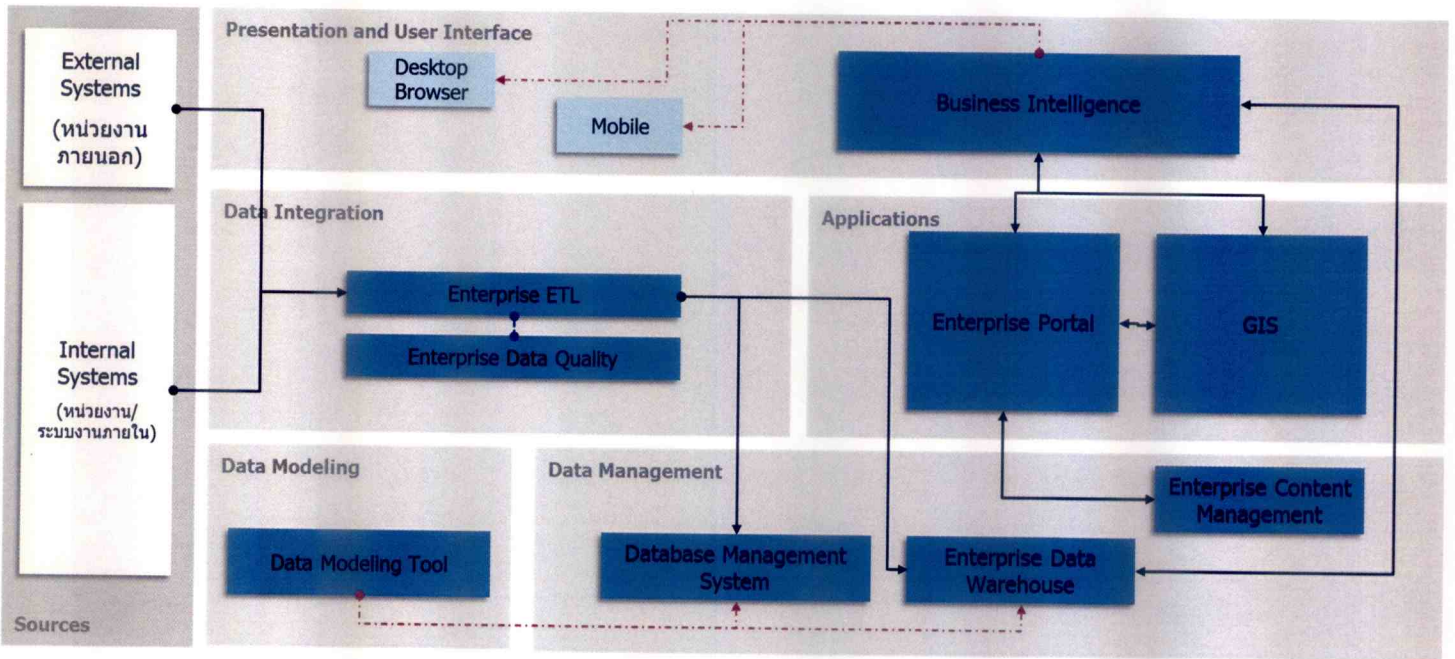 External
Systems
(หน่วยงาน
ภายนอก)
Internal
Systems
(หน่วยงาน/
ระบบงานภายใน)
Sources
Presentation and User Interface
Desktop
Browser
Mobile
Business Intelligence
Data Integration
Enterprise ETL
Enterprise Data Quality
Applications
Enterprise Portal
GIS
Data Modeling
Data Modeling Tool
Data Management
Enterprise Content
Management
Database Management
System
Enterprise Data
Warehouse